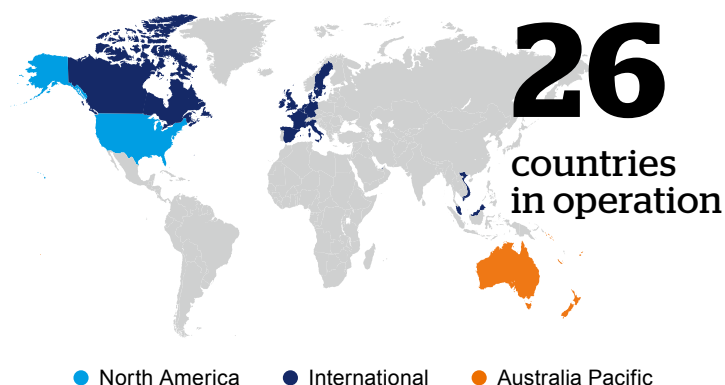 26
countries
in operation
North America
International
Australia Pacific